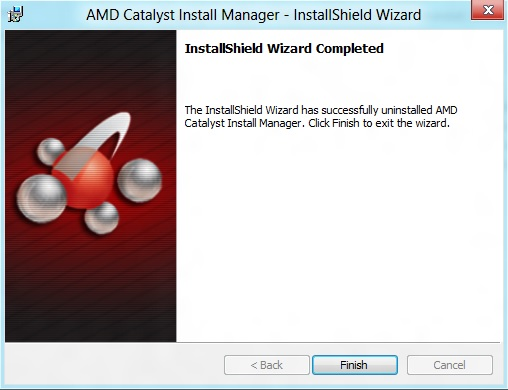 AMD Catalyst Install Manager - InstallShield Wizard
x
InstallShield Wizard Completed
The InstallShield Wizard has successfully uninstalled AMD
Catalyst Install Manager. Click Finish to exit the wizard.
< Back
Finish
Cancel